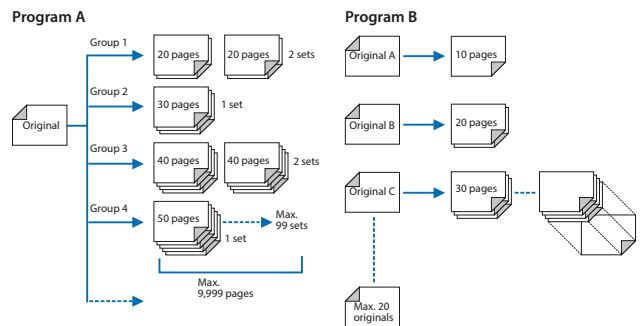 Program A
Group 1
20 pages
20 pages
2 sets
Group 2
30 pages
1 set
Original
Group 3
40 pages
40 pages
2 sets
Group 4
50 pages
1 set
Max.
99 sets
Max.
9,999 pages
Program B
Original A
10 pages
Original B
20 pages
Original C
30 pages
Max. 20
originals